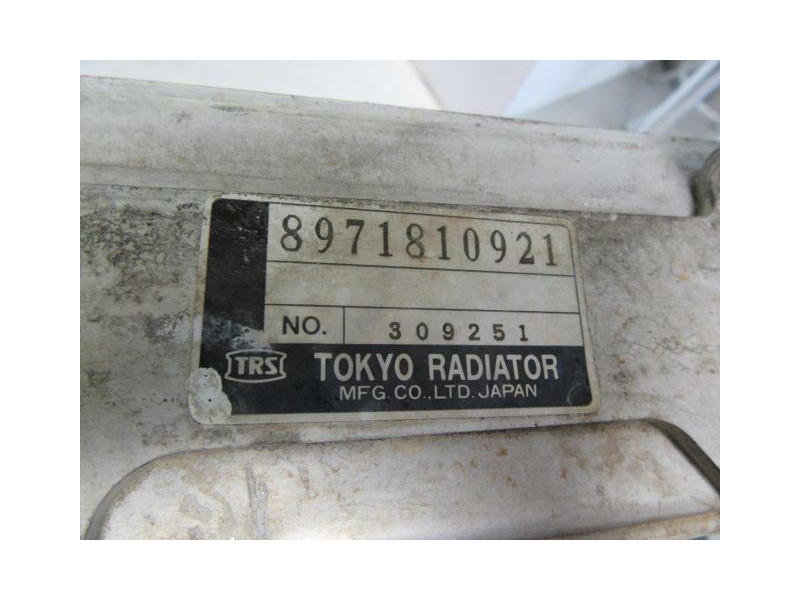 8971810921
NO. 309251
TRS TOKYO RADIATOR
MFG. CO.,LTD. JAPAN